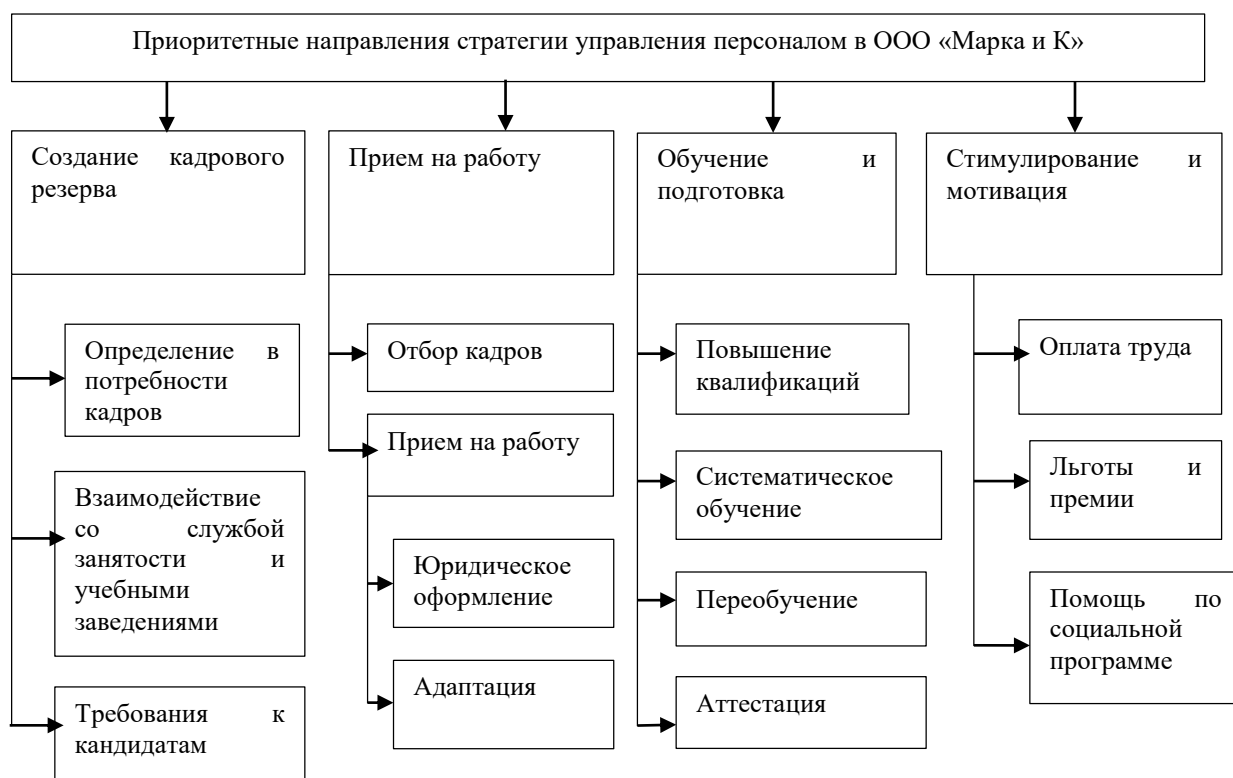 Приоритетные направления стратегии управления персоналом в ООО «Марка и К»
Создание кадрового
резерва
Прием на работу
Обучение и
подготовка
Стимулирование и
мотивация
Определение в
потребности
кадров
Взаимодействие
со службой
занятости и
учебными
заведениями
Требования к
кандидатам
Отбор кадров
Прием на работу
Юридическое
оформление
Адаптация
Повышение
квалификаций
Систематическое
обучение
Переобучение
Аттестация
Оплата труда
Льготы и
премии
Помощь по
социальной
программе